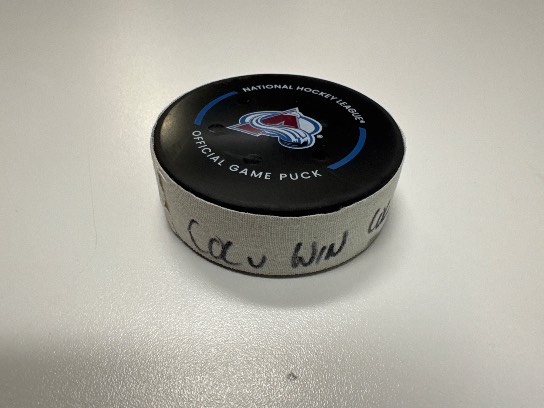 NATIONAL HOCKEY LEAGUE®
OFFICIAL GAME PUCK
COL v WIN